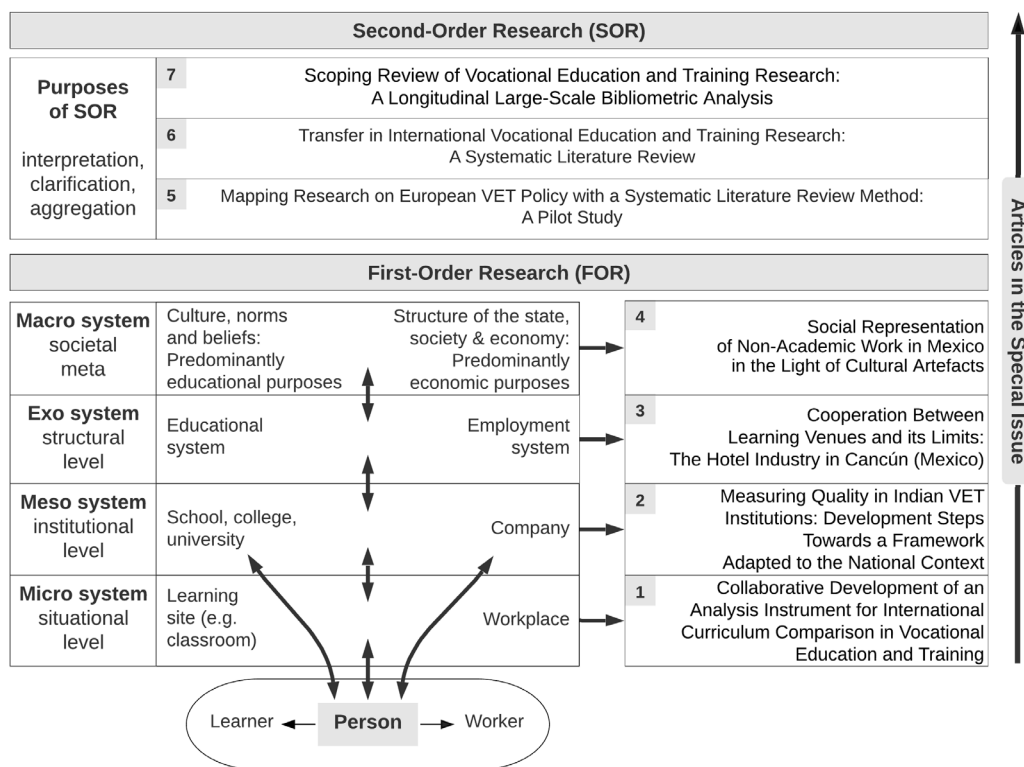 Second-Order Research (SOR)
Purposes
of SOR
interpretation,
clarification,
aggregation
7
Scoping Review of Vocational Education and Training Research:
A Longitudinal Large-Scale Bibliometric Analysis
6
Transfer in International Vocational Education and Training Research:
A Systematic Literature Review
5
Mapping Research on European VET Policy with a Systematic Literature Review Method:
A Pilot Study
First-Order Research (FOR)
Macro system
societal
meta
Culture, norms
and beliefs:
Predominantly
educational purposes
Structure of the state,
society & economy:
Predominantly
economic purposes
4
Social Representation
of Non-Academic Work in Mexico
in the Light of Cultural Artefacts
Exo system
structural
level
Educational
system
Employment
system
3
Cooperation Between
Learning Venues and its Limits:
The Hotel Industry in Cancún (Mexico)
Meso system
institutional
level
School, college,
university
Company
2
Measuring Quality in Indian VET
Institutions: Development Steps
Towards a Framework
Adapted to the National Context
Micro system
situational
level
Learning
site (e.g.
classroom)
Workplace
1
Collaborative Development of an
Analysis Instrument for International
Curriculum Comparison in Vocational
Education and Training
Learner
Person
Worker
Articles in the Special Issue